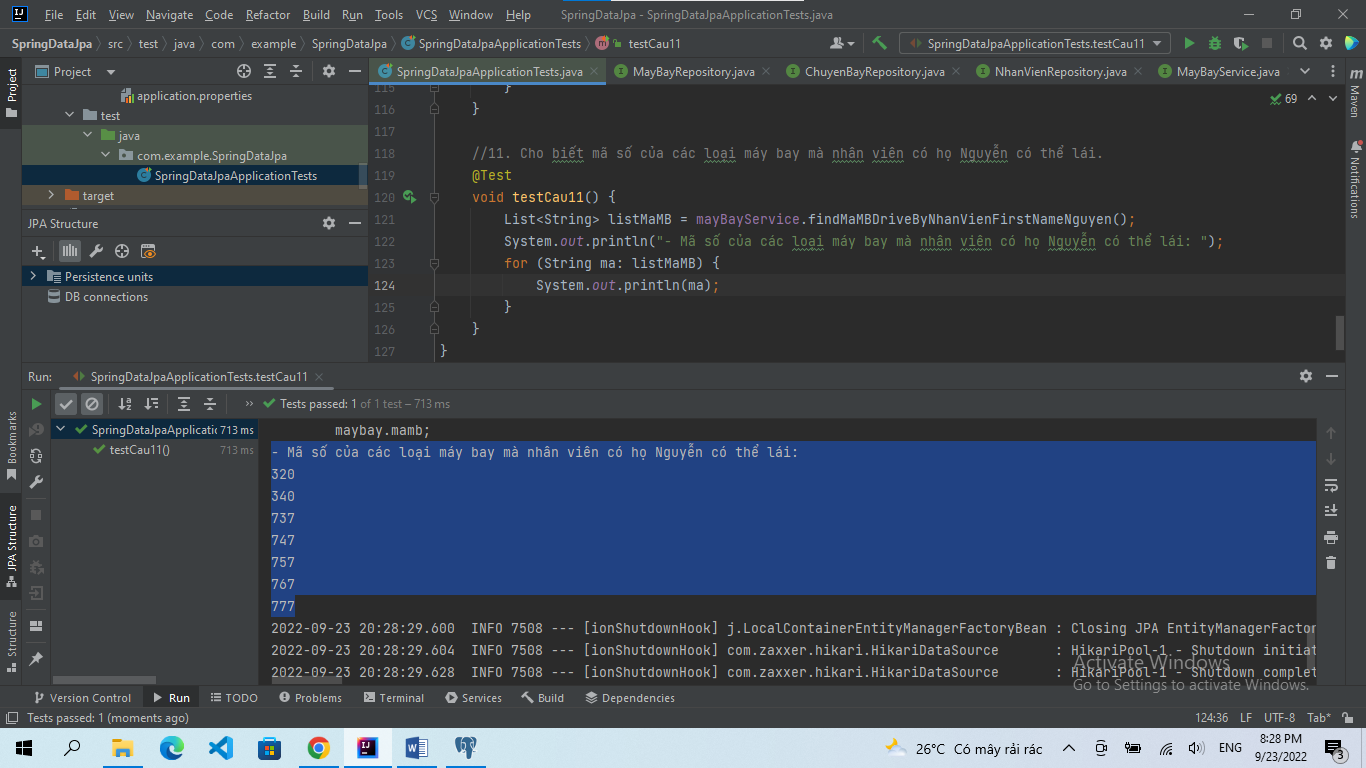 File Edit View Navigate Code Refactor Build Run Tools VCS Window Help SpringDataJpa - SpringDataJpaApplicationTests.java
SpringDataJpa src test java com example SpringDataJpa SpringDataJpaApplicationTests testCau11 SpringDataJpaApplicationTests.testCau11
Project
SpringDataJpaApplicationTests.java MayBayRepository.java ChuyenBayRepository.java NhanVienRepository.java MayBayService.java
Project
application.properties
test
java
com.example.SpringDataJpa
SpringDataJpaApplicationTests
target
JPA Structure
Persistence units
DB connections
69
115 }
116 }
117
118 //11. Cho biết mã số của các loại máy bay mà nhân viên có họ Nguyễn có thể lái.
119 @Test
120 void testCau11() {
121 List<String> listMaMB = mayBayService.findMaMBDriveByNhanVienFirstNameNguyen();
122 System.out.println("- Mã số của các loại máy bay mà nhân viên có họ Nguyễn có thể lái: ");
123 for (String ma: listMaMB) {
124 System.out.println(ma);
125 }
126 }
127 }
m
Maven
Notifications
Run: SpringDataJpaApplicationTests.testCau11
Tests passed: 1 of 1 test – 713 ms
SpringDataJpaApplicatic 713 ms
testCau11() 713 ms
maybay.mamb;
- Mã số của các loại máy bay mà nhân viên có họ Nguyễn có thể lái:
320
340
737
747
757
767
777
2022-09-23 20:28:29.600 INFO 7508 --- [ionShutdownHook] j.LocalContainerEntityManagerFactoryBean : Closing JPA EntityManagerFactor
2022-09-23 20:28:29.604 INFO 7508 --- [ionShutdownHook] com.zaxxer.hikari.HikariDataSource : HikariPool-1 - Shutdown initiat
2022-09-23 20:28:29.628 INFO 7508 --- [ionShutdownHook] com.zaxxer.hikari.HikariDataSource : HikariPool-1 - Shutdown complet
Activate Windows
Go to Settings to activate Windows.
Bookmarks
JPA Structure
Structure
Version Control Run TODO Problems Terminal Services Build Dependencies
Tests passed: 1 (moments ago) 124:36 LF UTF-8 Tab*
26°C Có mây rải rác ENG 8:28 PM
9/23/2022 3